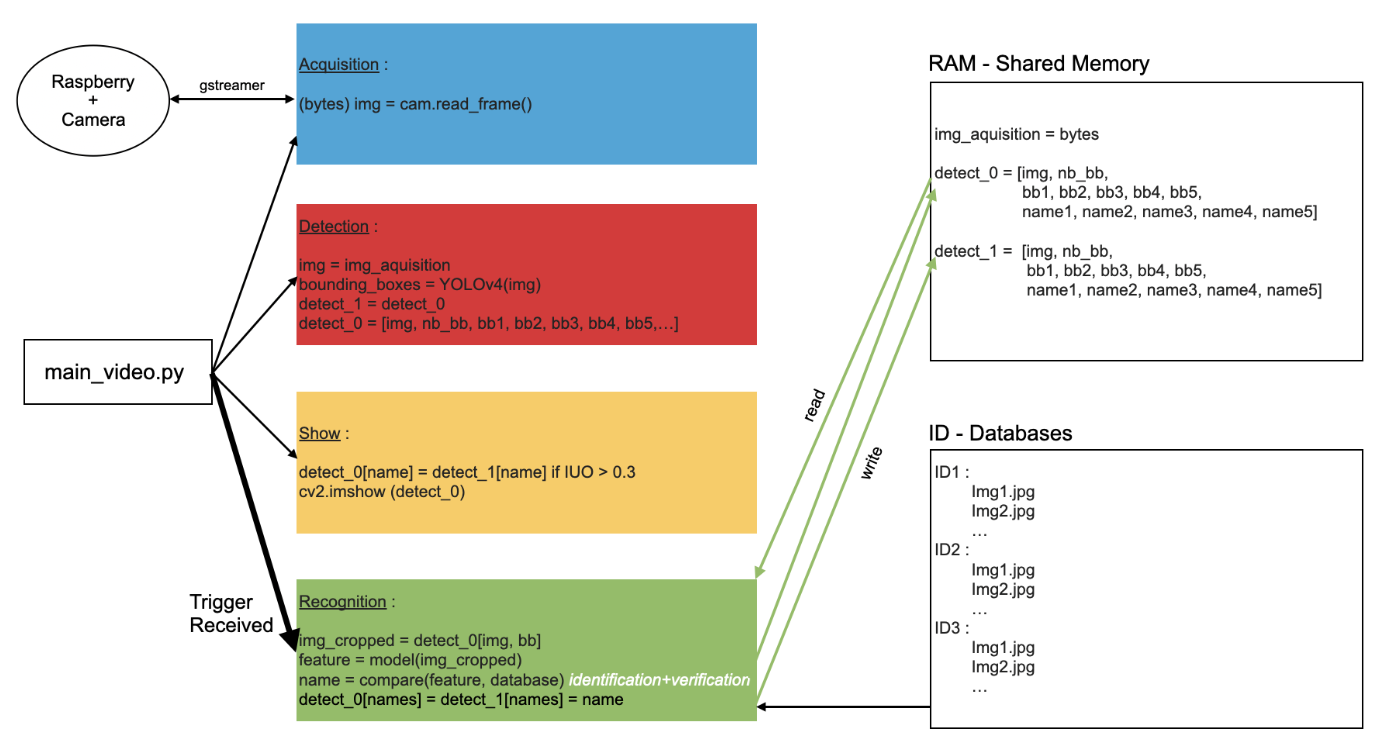 Raspberry
+
Camera
gstreamer
Acquisition :
(bytes) img = cam.read_frame()
Detection :
img = img_aquisition
bounding_boxes = YOLOv4(img)
detect_1 = detect_0
detect_0 = [img, nb_bb, bb1, bb2, bb3, bb4, bb5,…]
main_video.py
Show :
detect_0[name] = detect_1[name] if IUO > 0.3
cv2.imshow (detect_0)
Trigger
Received
Recognition :
img_cropped = detect_0[img, bb]
feature = model(img_cropped)
name = compare(feature, database) identification+verification
detect_0[names] = detect_1[names] = name
read
write
RAM - Shared Memory
img_aquisition = bytes
detect_0 = [img, nb_bb,
bb1, bb2, bb3, bb4, bb5,
name1, name2, name3, name4, name5]
detect_1 = [img, nb_bb,
bb1, bb2, bb3, bb4, bb5,
name1, name2, name3, name4, name5]
ID - Databases
ID1 :
Img1.jpg
Img2.jpg
…
ID2 :
Img1.jpg
Img2.jpg
…
ID3 :
Img1.jpg
Img2.jpg
…